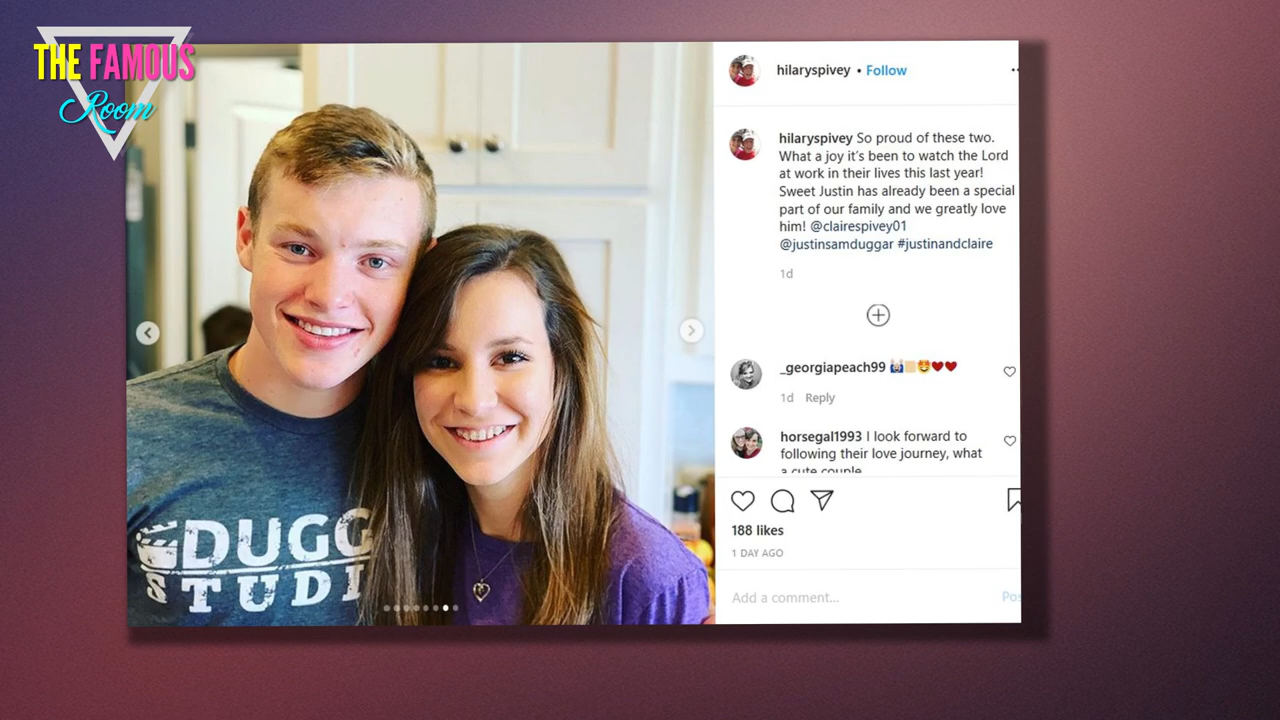 THE FAMOUS
Room
hilaryspivey • Follow
hilaryspivey So proud of these two.
What a joy it's been to watch the Lord
at work in their lives this last year!
Sweet Justin has already been a special
part of our family and we greatly love
him! @clairespivey01
@justinsamduggar #justinandclaire
1d
_georgiapeach99
1d Reply
horsegal1993 I look forward to
following their love journey, what
a cute couple
188 likes
1 DAY AGO
Add a comment...
Pos
DUGG
STUDI